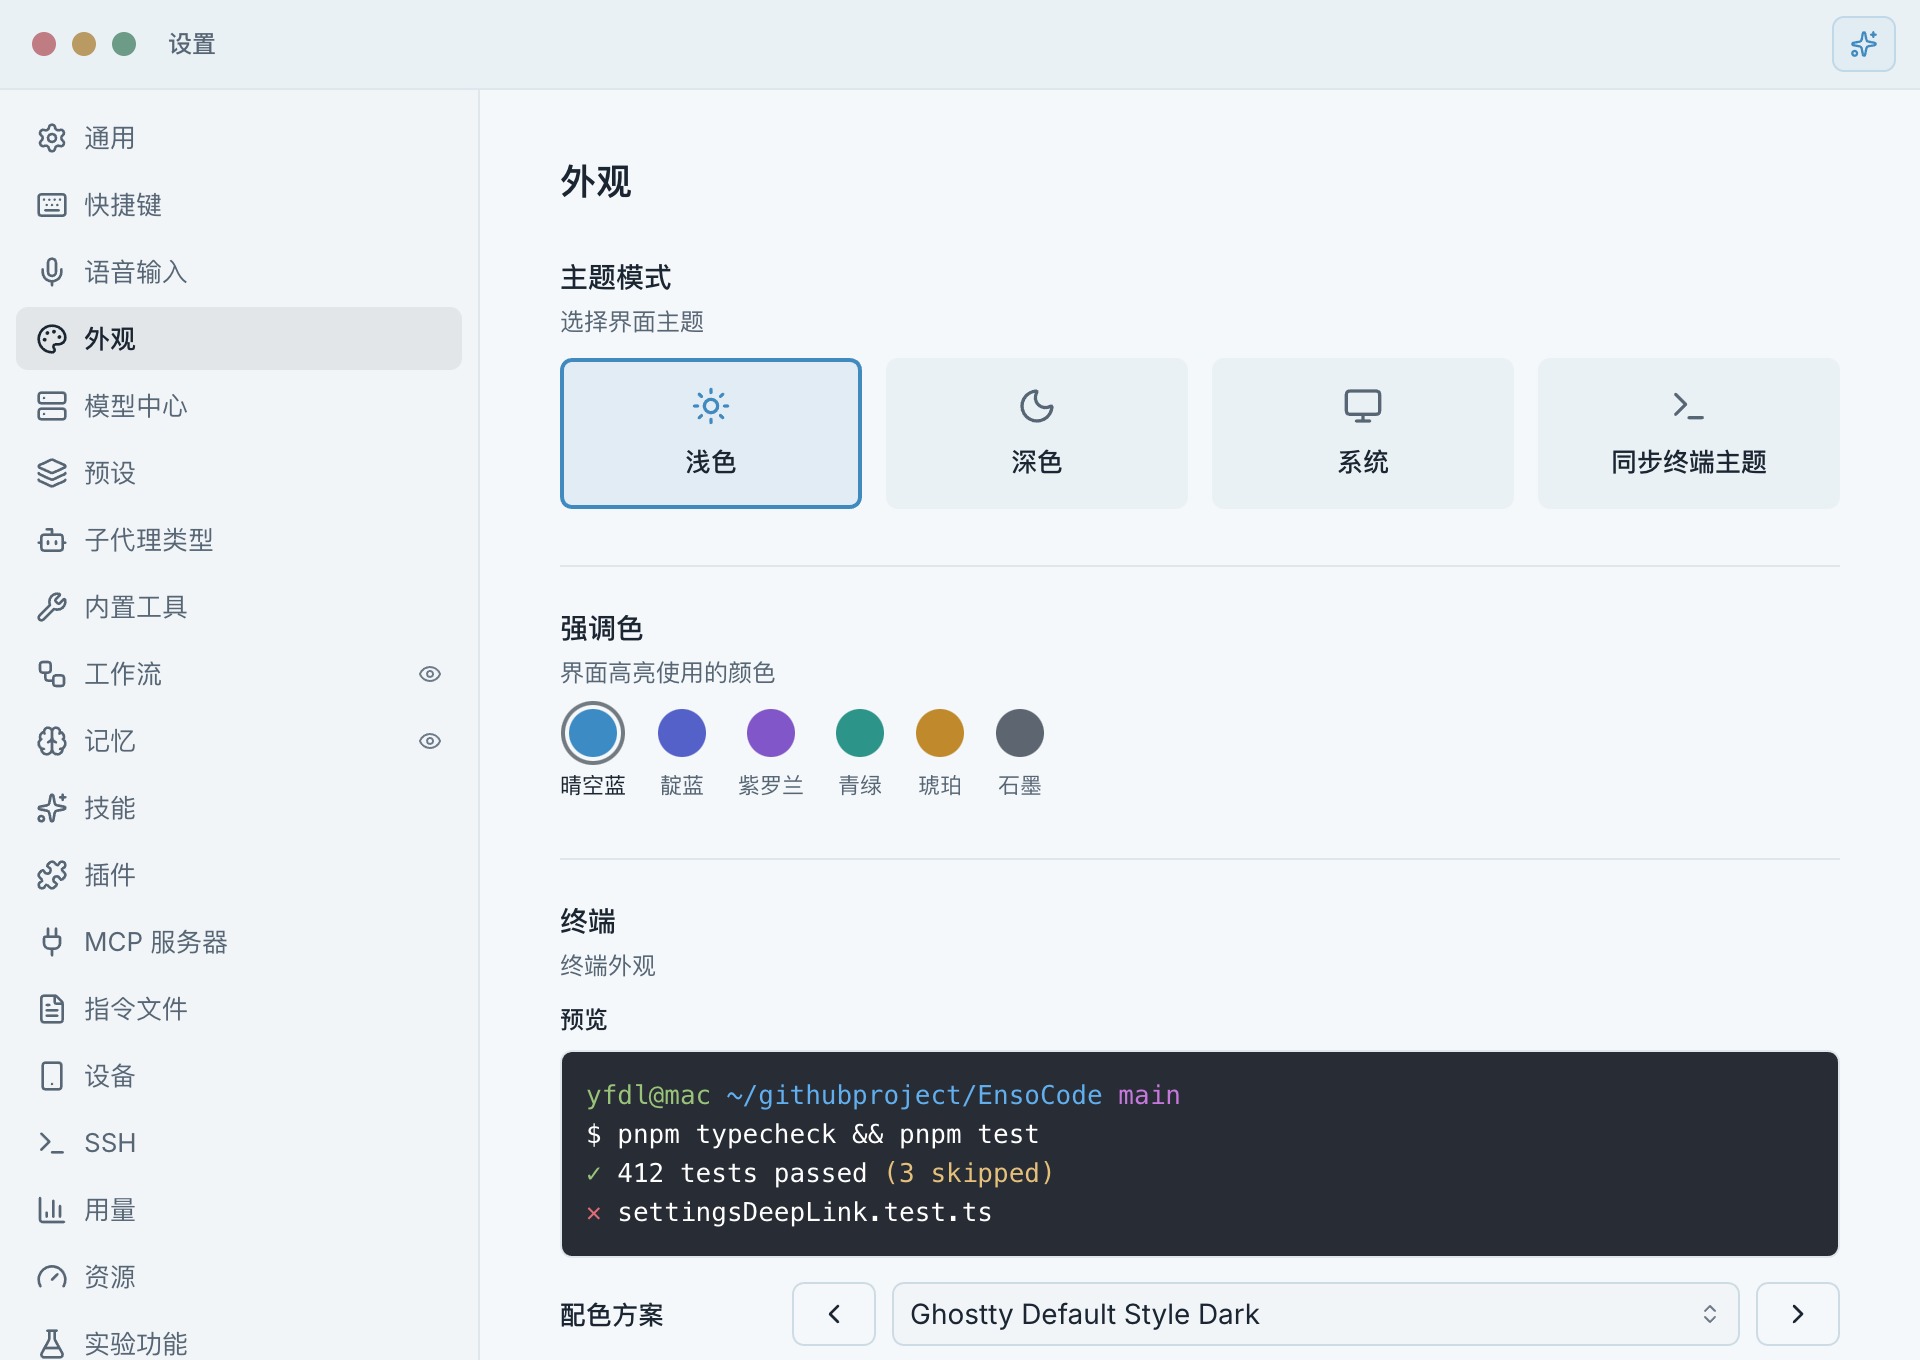 设置
通用
快捷键
语音输入
外观
模型中心
预设
子代理类型
内置工具
工作流
记忆
技能
插件
MCP 服务器
指令文件
设备
SSH
用量
资源
实验功能
外观
主题模式
选择界面主题
浅色
深色
系统
同步终端主题
强调色
界面高亮使用的颜色
晴空蓝
靛蓝
紫罗兰
青绿
琥珀
石墨
终端
终端外观
预览
yfdl@mac ~/githubproject/EnsoCode main
$ pnpm typecheck && pnpm test
✓ 412 tests passed (3 skipped)
✕ settingsDeepLink.test.ts
配色方案
Ghostty Default Style Dark